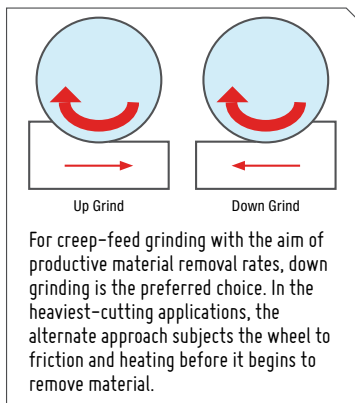 Up Grind
Down Grind
For creep-feed grinding with the aim of
productive material removal rates, down
grinding is the preferred choice. In the
heaviest-cutting applications, the
alternate approach subjects the wheel to
friction and heating before it begins to
remove material.